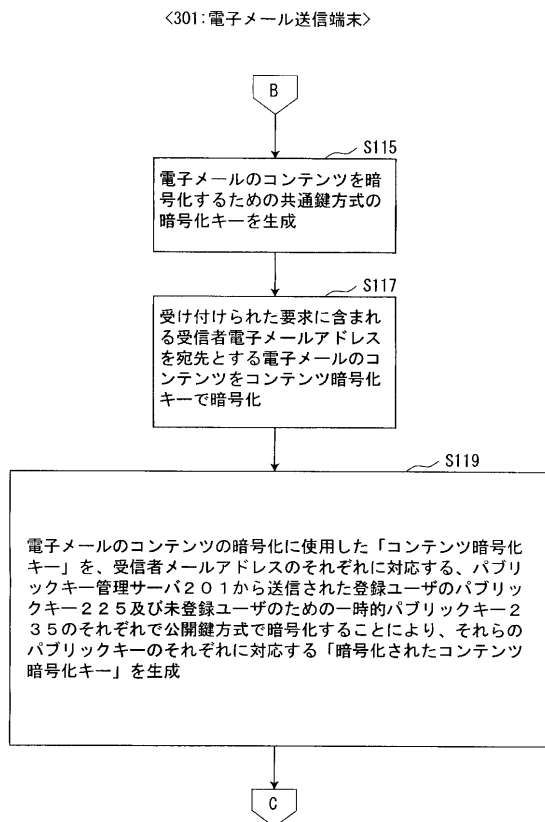 <301:電子メール送信端末>
B
S115
電子メールのコンテンツを暗
号化するための共通鍵方式の
暗号化キーを生成
S117
受け付けられた要求に含まれ
る受信者電子メールアドレス
を宛先とする電子メールのコ
ンテンツをコンテンツ暗号化
キーで暗号化
S119
電子メールのコンテンツの暗号化に使用した「コンテンツ暗号化
キー」を、受信者メールアドレスのそれぞれに対応する、パブ
リックキー管理サーバ201から送信された登録ユーザのパブリッ
クキー225及び未登録ユーザのための一時的パブリックキー2
35のそれぞれで公開鍵方式で暗号化することにより、それらの
パブリックキーのそれぞれに対応する「暗号化されたコンテンツ
暗号化キー」を生成
C